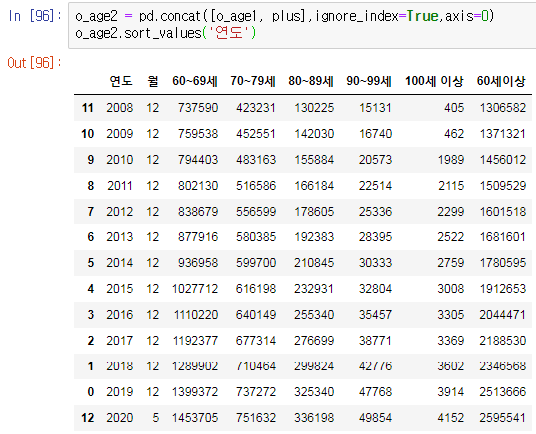 In [96]: o_age2 = pd.concat([o_age1, plus],ignore_index=True,axis=0)
o_age2.sort_values('연도')
Out[96]:
연도 월 60~69세 70~79세 80~89세 90~99세 100세 이상 60세이상
11 2008 12 737590 423231 130225 15131 405 1306582
10 2009 12 759538 452551 142030 16740 462 1371321
9 2010 12 794403 483163 155884 20573 1989 1456012
8 2011 12 802130 516586 166184 22514 2115 1509529
7 2012 12 838679 556599 178605 25336 2299 1601518
6 2013 12 877916 580385 192383 28395 2522 1681601
5 2014 12 936958 599700 210845 30333 2759 1780595
4 2015 12 1027712 616198 232931 32804 3008 1912653
3 2016 12 1110220 640149 255340 35457 3305 2044471
2 2017 12 1192377 677314 276699 38771 3369 2188530
1 2018 12 1289902 710464 299824 42776 3602 2346568
0 2019 12 1399372 737272 325340 47768 3914 2513666
12 2020 5 1453705 751632 336198 49854 4152 2595541